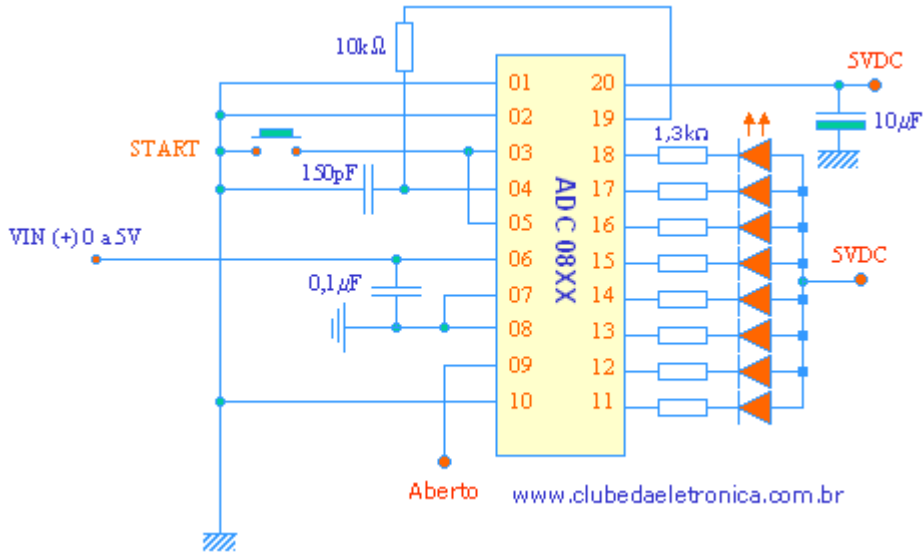 10kΩ
5VDC
01
20
10µF
02
19
START
03
1,3kΩ
18
150pF
04
17
05
16
ADC 08XX
VIN (+) 0 a 5V
06
15
5VDC
0,1µF
07
14
08
13
09
12
10
11
Aberto
www.clubedaeletronica.com.br